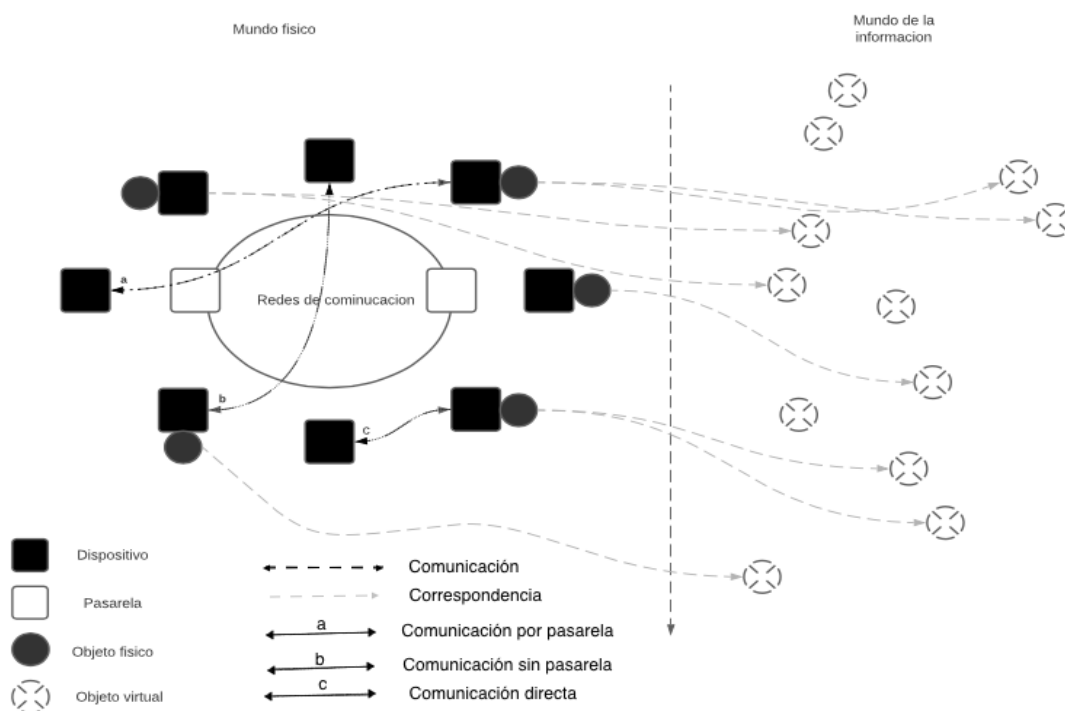 Mundo fisico
Mundo de la
informacion
a
Redes de cominucacion
b
c
Dispositivo
Pasarela
Objeto fisico
Objeto virtual
Comunicación
Correspondencia
a
Comunicación por pasarela
b
Comunicación sin pasarela
c
Comunicación directa